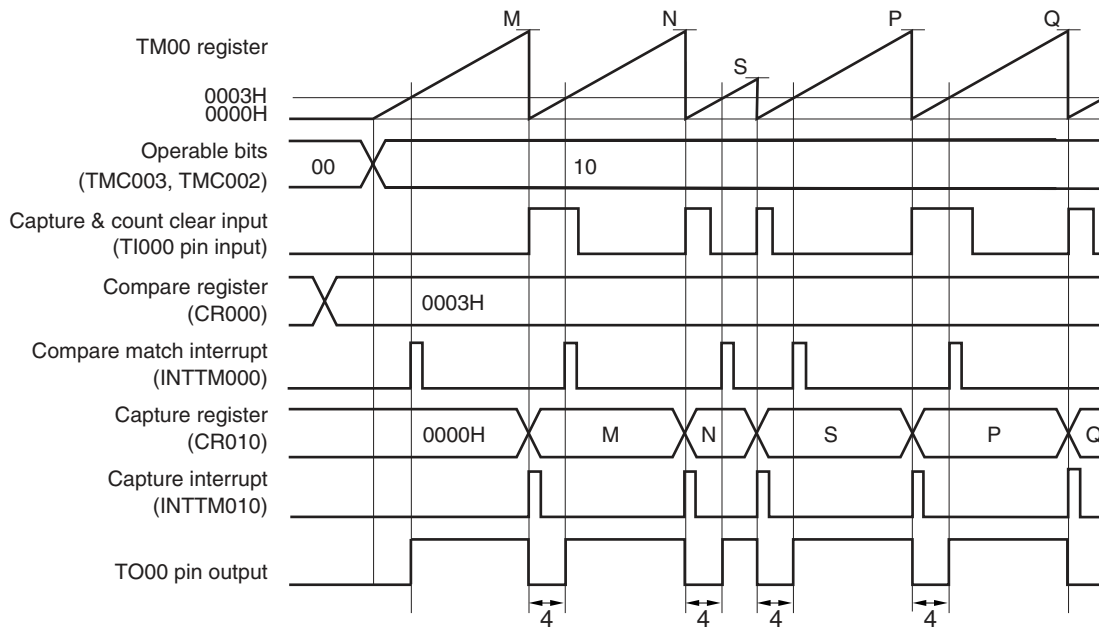 M N S P Q
TM00 register
0003H
0000H
Operable bits
(TMC003, TMC002)
00 10
Capture & count clear input
(TI000 pin input)
Compare register
(CR000)
0003H
Compare match interrupt
(INTTM000)
Capture register
(CR010)
0000H M N S P Q
Capture interrupt
(INTTM010)
TO00 pin output
4 4 4 4